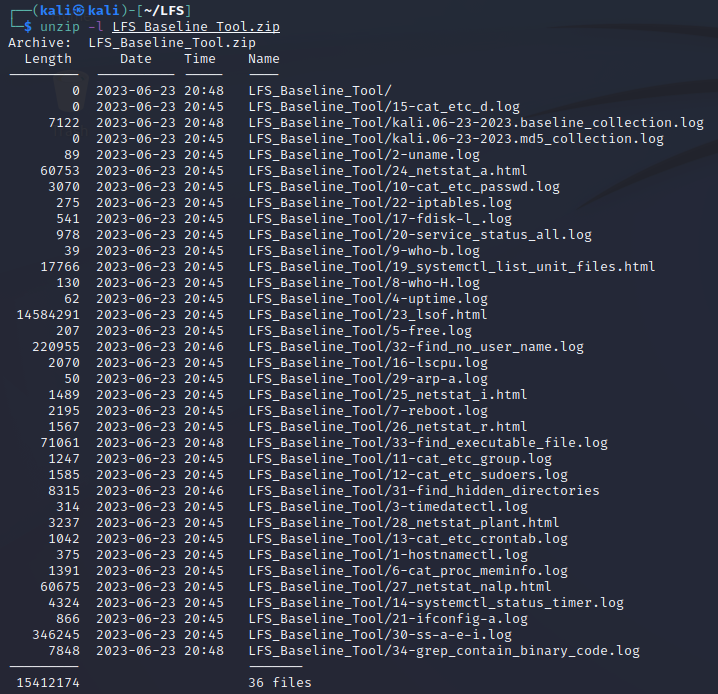 ┌──(kali㉿kali)-[~/LFS]
└─$ unzip -l LFS_Baseline_Tool.zip
Archive:  LFS_Baseline_Tool.zip
  Length      Date    Time    Name
---------  ---------- -----   ----
        0  2023-06-23 20:48   LFS_Baseline_Tool/
        0  2023-06-23 20:45   LFS_Baseline_Tool/15-cat_etc_d.log
     7122  2023-06-23 20:48   LFS_Baseline_Tool/kali.06-23-2023.baseline_collection.log
        0  2023-06-23 20:45   LFS_Baseline_Tool/kali.06-23-2023.md5_collection.log
       89  2023-06-23 20:45   LFS_Baseline_Tool/2-uname.log
    60753  2023-06-23 20:45   LFS_Baseline_Tool/24_netstat_a.html
     3070  2023-06-23 20:45   LFS_Baseline_Tool/10-cat_etc_passwd.log
      275  2023-06-23 20:45   LFS_Baseline_Tool/22-iptables.log
      541  2023-06-23 20:45   LFS_Baseline_Tool/17-fdisk-l_.log
      978  2023-06-23 20:45   LFS_Baseline_Tool/20-service_status_all.log
       39  2023-06-23 20:45   LFS_Baseline_Tool/9-who-b.log
    17766  2023-06-23 20:45   LFS_Baseline_Tool/19_systemctl_list_unit_files.html
      130  2023-06-23 20:45   LFS_Baseline_Tool/8-who-H.log
       62  2023-06-23 20:45   LFS_Baseline_Tool/4-uptime.log
 14584291  2023-06-23 20:45   LFS_Baseline_Tool/23_lsof.html
      207  2023-06-23 20:45   LFS_Baseline_Tool/5-free.log
   220955  2023-06-23 20:46   LFS_Baseline_Tool/32-find_no_user_name.log
     2070  2023-06-23 20:45   LFS_Baseline_Tool/16-lscpu.log
       50  2023-06-23 20:45   LFS_Baseline_Tool/29-arp-a.log
     1489  2023-06-23 20:45   LFS_Baseline_Tool/25_netstat_i.html
     2195  2023-06-23 20:45   LFS_Baseline_Tool/7-reboot.log
     1567  2023-06-23 20:45   LFS_Baseline_Tool/26_netstat_r.html
    71061  2023-06-23 20:48   LFS_Baseline_Tool/33-find_executable_file.log
     1247  2023-06-23 20:45   LFS_Baseline_Tool/11-cat_etc_group.log
     1585  2023-06-23 20:45   LFS_Baseline_Tool/12-cat_etc_sudoers.log
     8315  2023-06-23 20:46   LFS_Baseline_Tool/31-find_hidden_directories
      314  2023-06-23 20:45   LFS_Baseline_Tool/3-timedatectl.log
     3237  2023-06-23 20:45   LFS_Baseline_Tool/28_netstat_plant.html
     1042  2023-06-23 20:45   LFS_Baseline_Tool/13-cat_etc_crontab.log
      375  2023-06-23 20:45   LFS_Baseline_Tool/1-hostnamectl.log
     1391  2023-06-23 20:45   LFS_Baseline_Tool/6-cat_proc_meminfo.log
    60675  2023-06-23 20:45   LFS_Baseline_Tool/27_netstat_nalp.html
     4324  2023-06-23 20:45   LFS_Baseline_Tool/14-systemctl_status_timer.log
      866  2023-06-23 20:45   LFS_Baseline_Tool/21-ifconfig-a.log
   346245  2023-06-23 20:45   LFS_Baseline_Tool/30-ss-a-e-i.log
     7848  2023-06-23 20:48   LFS_Baseline_Tool/34-grep_contain_binary_code.log
---------                     -------
 15412174                     36 files